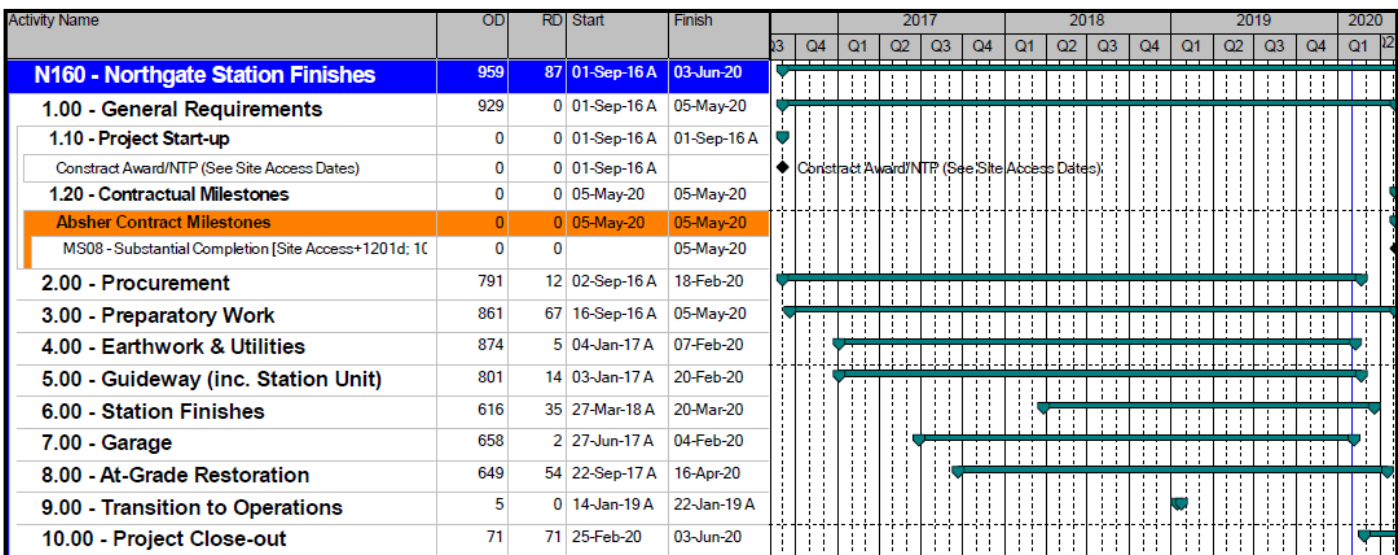 Activity Name OD RD Start Finish 2017 2018 2019 2020
Q3 Q4 Q1 Q2 Q3 Q4 Q1 Q2 Q3 Q4 Q1 Q2 Q3 Q4 Q1
N160 - Northgate Station Finishes 959 87 01-Sep-16 A 03-Jun-20
1.00 - General Requirements 929 0 01-Sep-16 A 05-May-20
1.10 - Project Start-up 0 0 01-Sep-16 A 01-Sep-16 A
Constract Award/NTP (See Site Access Dates) 0 0 01-Sep-16 A Constract Award/NTP (See Site Access Dates)
1.20 - Contractual Milestones 0 0 05-May-20 05-May-20
Absher Contract Milestones 0 0 05-May-20 05-May-20
MS08 - Substantial Completion [Site Access+1201d; 10 0 0 05-May-20
2.00 - Procurement 791 12 02-Sep-16 A 18-Feb-20
3.00 - Preparatory Work 861 67 16-Sep-16 A 05-May-20
4.00 - Earthwork & Utilities 874 5 04-Jan-17 A 07-Feb-20
5.00 - Guideway (inc. Station Unit) 801 14 03-Jan-17 A 20-Feb-20
6.00 - Station Finishes 616 35 27-Mar-18 A 20-Mar-20
7.00 - Garage 658 2 27-Jun-17 A 04-Feb-20
8.00 - At-Grade Restoration 649 54 22-Sep-17 A 16-Apr-20
9.00 - Transition to Operations 5 0 14-Jan-19 A 22-Jan-19 A
10.00 - Project Close-out 71 71 25-Feb-20 03-Jun-20